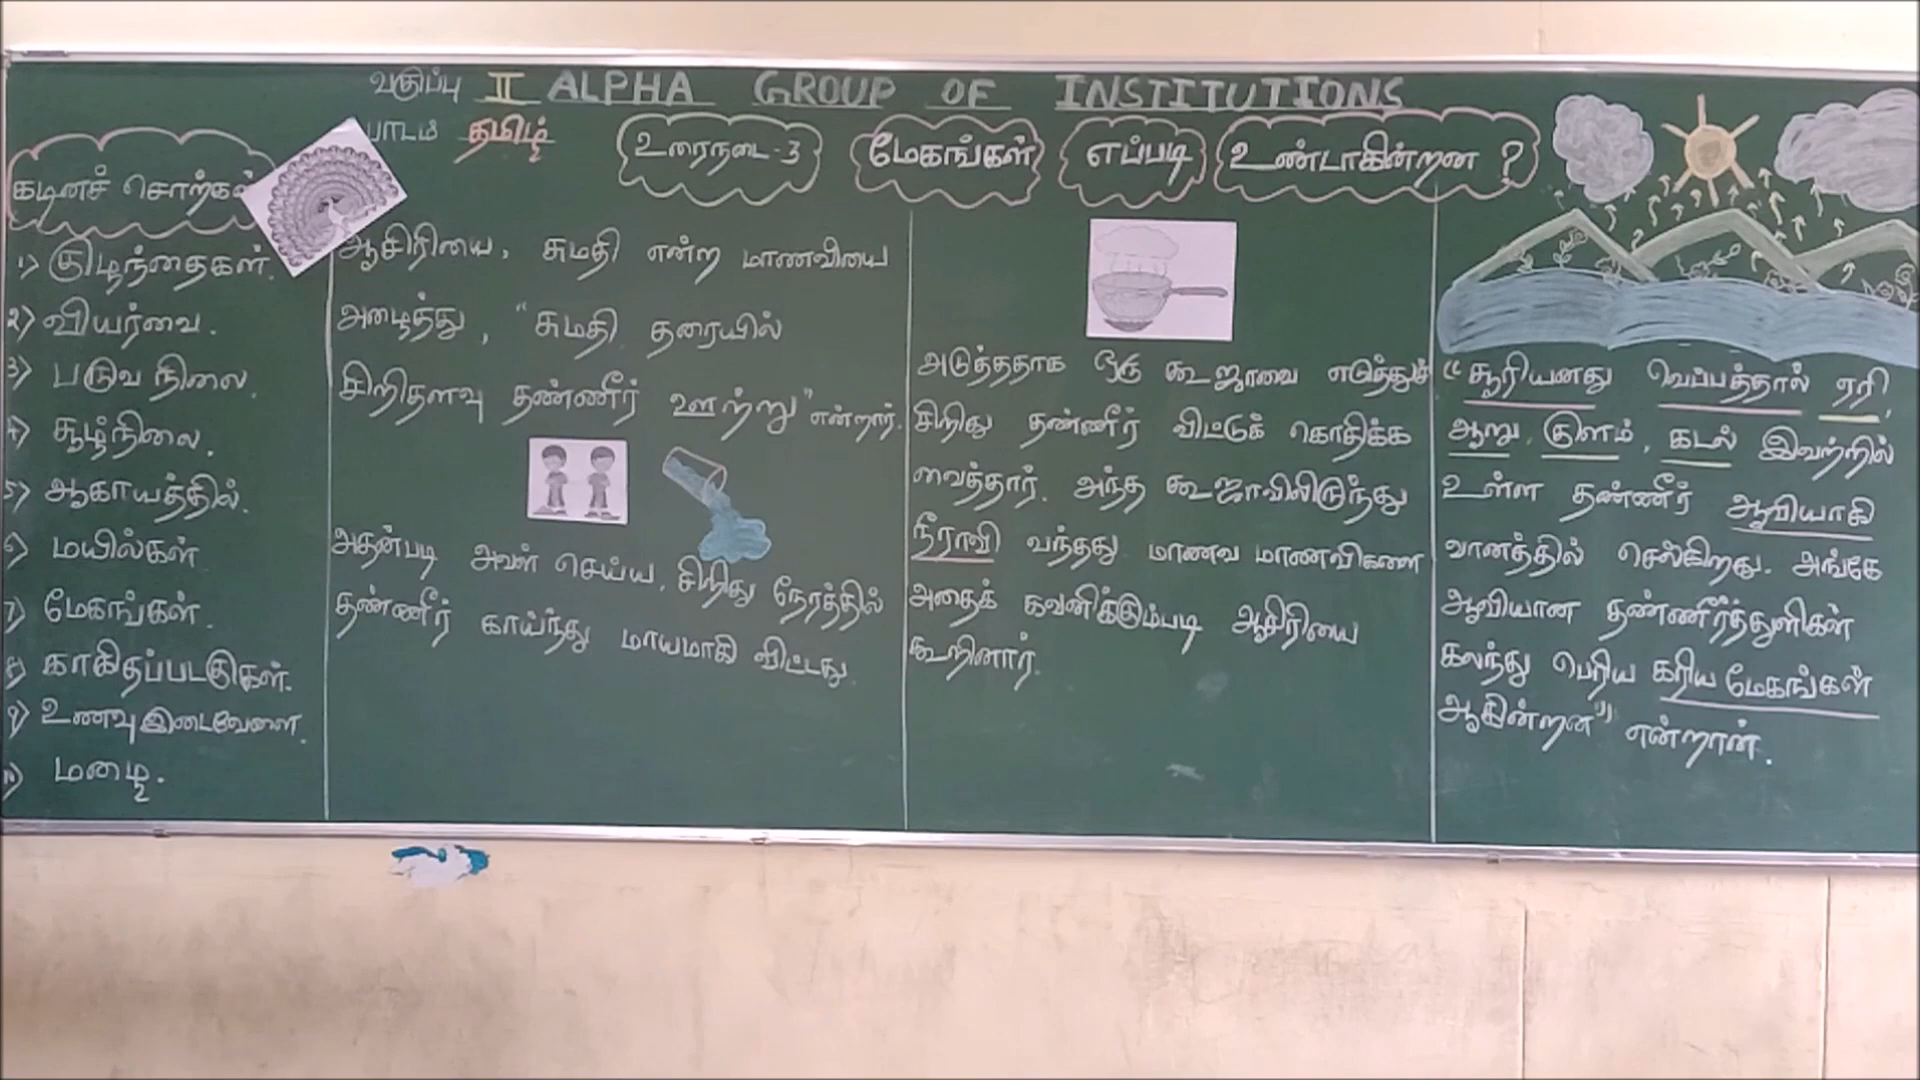 வகுப்பு II ALPHA GROUP OF INSTITUTIONS
பாடம் தமிழ்
உரைநடை-3 மேகங்கள் எப்படி உண்டாகின்றன ?
கடினச் சொற்கள்
1) குழந்தைகள்.
2) வியர்வை.
3) பருவ நிலை.
4) சூழ்நிலை.
5) ஆகாயத்தில்.
6) மயில்கள்
7) மேகங்கள்.
8) காகிதப்படகுகள்.
9) உணவு இடைவேளை.
10) மழை.
ஆசிரியை, சுமதி என்ற மாணவியை
அழைத்து, "சுமதி தரையில்
சிறிதளவு தண்ணீர் ஊற்று" என்றார்.
அதன்படி அவள் செய்ய, சிறிது நேரத்தில்
தண்ணீர் காய்ந்து மாயமாகி விட்டது.
அடுத்ததாக ஒரு கூஜாவை எடுத்துச்
சிறிது தண்ணீர் விட்டுக் கொதிக்க
வைத்தார். அந்த கூஜாவிலிருந்து
நீராவி வந்தது மாணவ மாணவிகளை
அதைக் கவனிக்கும்படி ஆசிரியை
கூறினார்.
"சூரியனது வெப்பத்தால் ஏரி,
ஆறு, குளம், கடல் இவற்றில்
உள்ள தண்ணீர் ஆவியாகி
வானத்தில் செல்கிறது. அங்கே
ஆவியான தண்ணீர்த்துளிகள்
கலந்து பெரிய கரிய மேகங்கள்
ஆகின்றன" என்றான்.